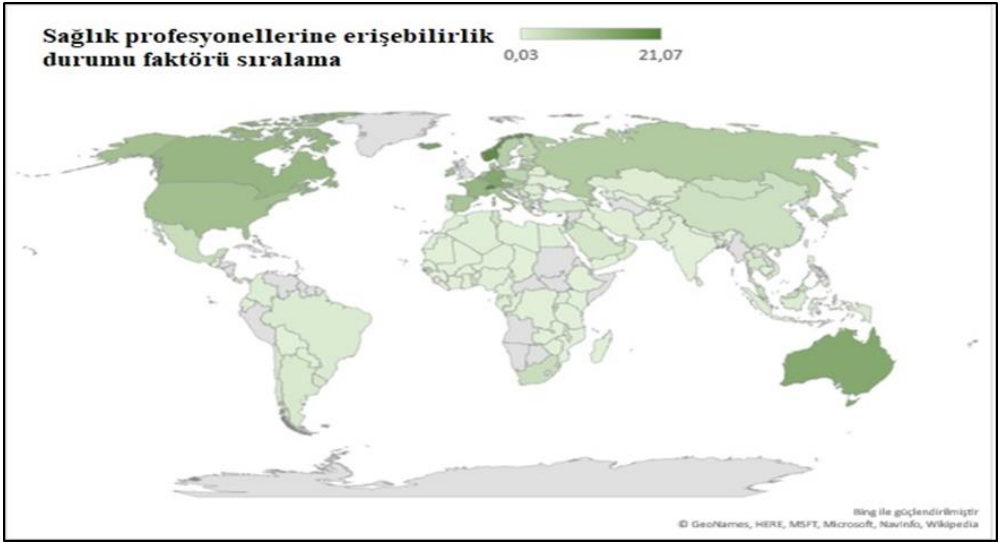 Sağlık profesyonellerine erişebilirlik
durumu faktörü sıralama
0,03
21,07
Bing ile güçlendirilmiştir
© GeoNames, HERE, MSFT, Microsoft, NavInfo, Wikipedia